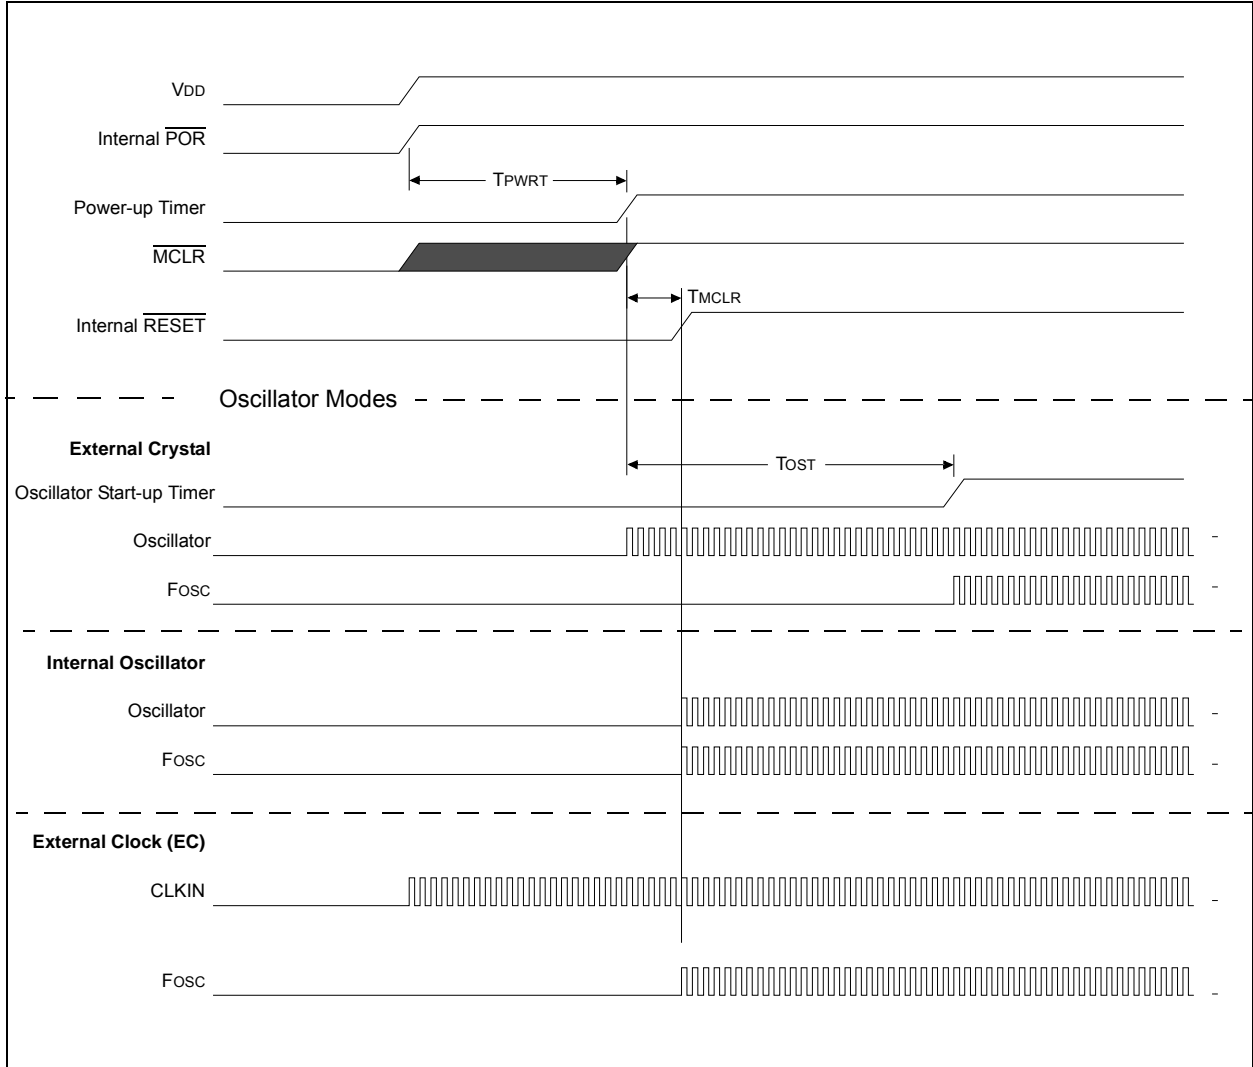 VDD
Internal POR
TPWRT
Power-up Timer
MCLR
TMCLR
Internal RESET
Oscillator Modes
External Crystal
TOST
Oscillator Start-up Timer
Oscillator
FOSC
Internal Oscillator
Oscillator
FOSC
External Clock (EC)
CLKIN
FOSC